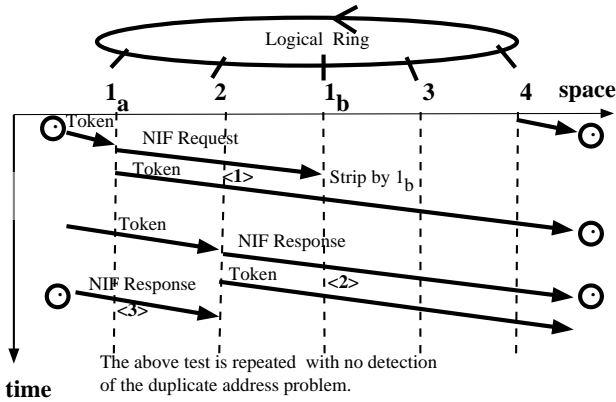 Logical Ring
1a 2 1b 3 4 space
Token
NIF Request
Token <1> Strip by 1b
Token NIF Response
NIF Response Token <2>
<3>
The above test is repeated with no detection
time of the duplicate address problem.